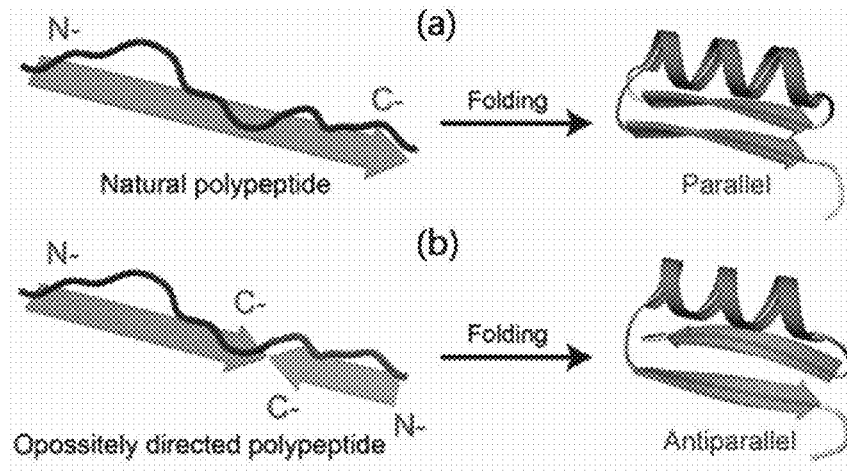 (a)
N-
C-
Folding
Natural polypeptide
Parallel
(b)
N-
C-
Folding
C-
N-
Opossitely directed polypeptide
Antiparallel